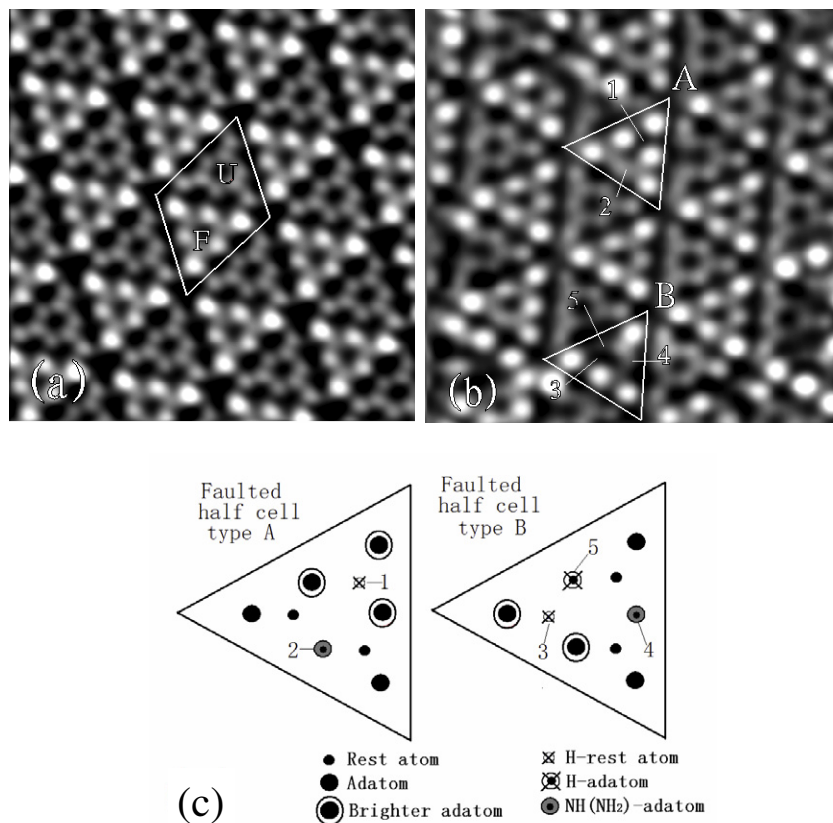 U
F
(a)
A
1
2
B
5
4
3
(b)
Faulted
half cell
type A
1
2
Faulted
half cell
type B
5
3
4
Rest atom
Adatom
Brighter adatom
H-rest atom
H-adatom
NH(NH₂)-adatom
(c)